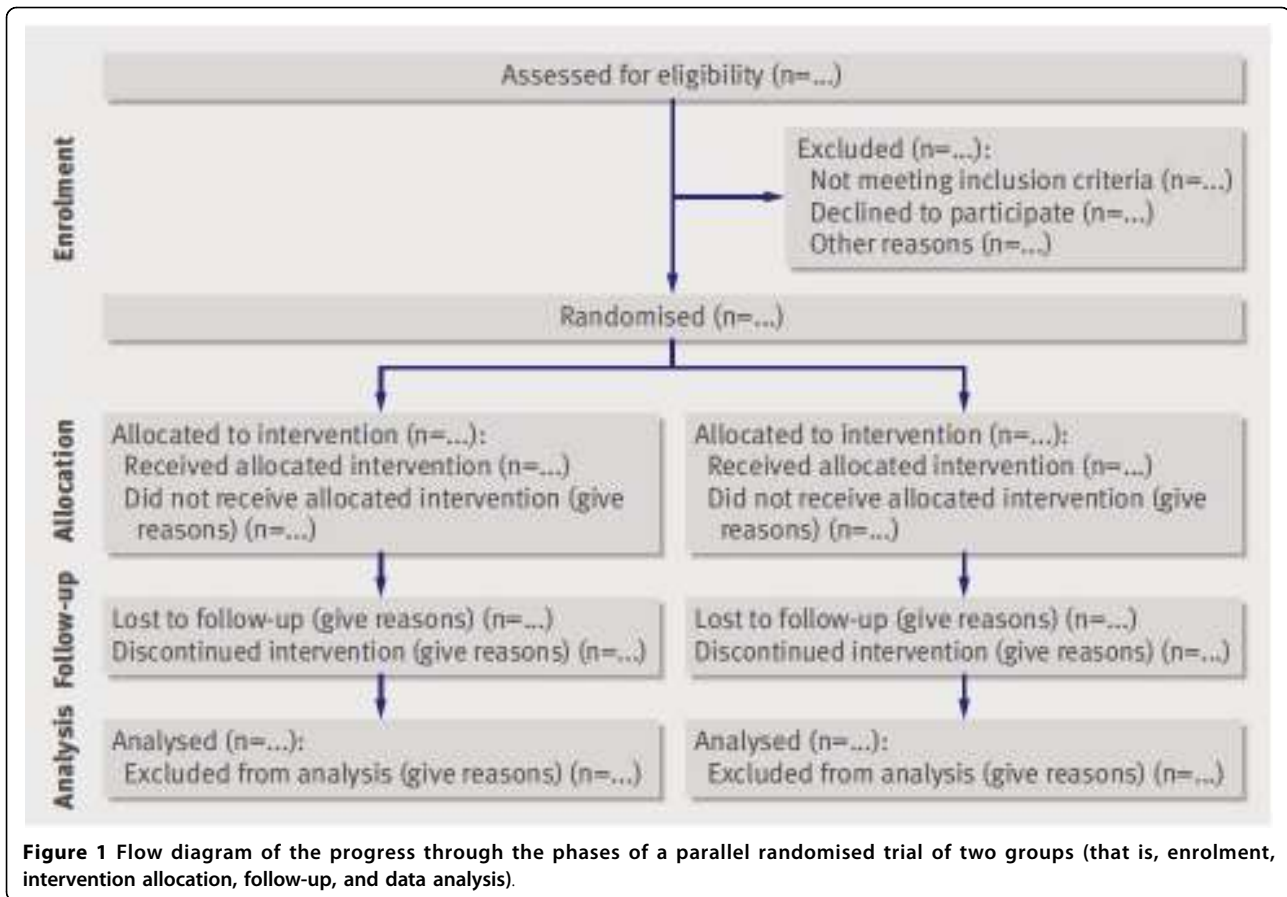 Assessed for eligibility (n=...)
Enrolment
Excluded (n=...):
Not meeting inclusion criteria (n=...)
Declined to participate (n=...)
Other reasons (n=...)
Randomised (n=...)
Allocation
Allocated to intervention (n=...):
Received allocated intervention (n=...)
Did not receive allocated intervention (give
reasons) (n=...)
Allocated to intervention (n=...):
Received allocated intervention (n=...)
Did not receive allocated intervention (give
reasons) (n=...)
Follow-up
Lost to follow-up (give reasons) (n=...)
Discontinued intervention (give reasons) (n=...)
Lost to follow-up (give reasons) (n=...)
Discontinued intervention (give reasons) (n=...)
Analysis
Analysed (n=...):
Excluded from analysis (give reasons) (n=...)
Analysed (n=...):
Excluded from analysis (give reasons) (n=...)
Figure 1 Flow diagram of the progress through the phases of a parallel randomised trial of two groups (that is, enrolment,
intervention allocation, follow-up, and data analysis).